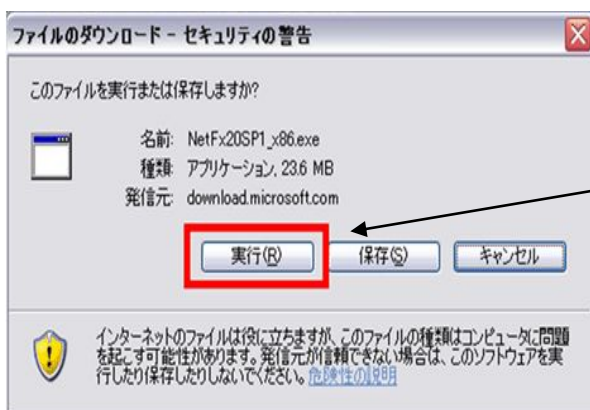 ファイルのダウンロード - セキュリティの警告
このファイルを実行または保存しますか?
名前: NetFx20SP1_x86.exe
種類: アプリケーション, 23.6 MB
発信元: download.microsoft.com
実行(R) 保存(S) キャンセル
インターネットのファイルは役に立ちますが、このファイルの種類はコンピュータに問題
を起こす可能性があります。発信元が信頼できない場合は、このソフトウェアを実
行したり保存したりしないでください。危険性の説明